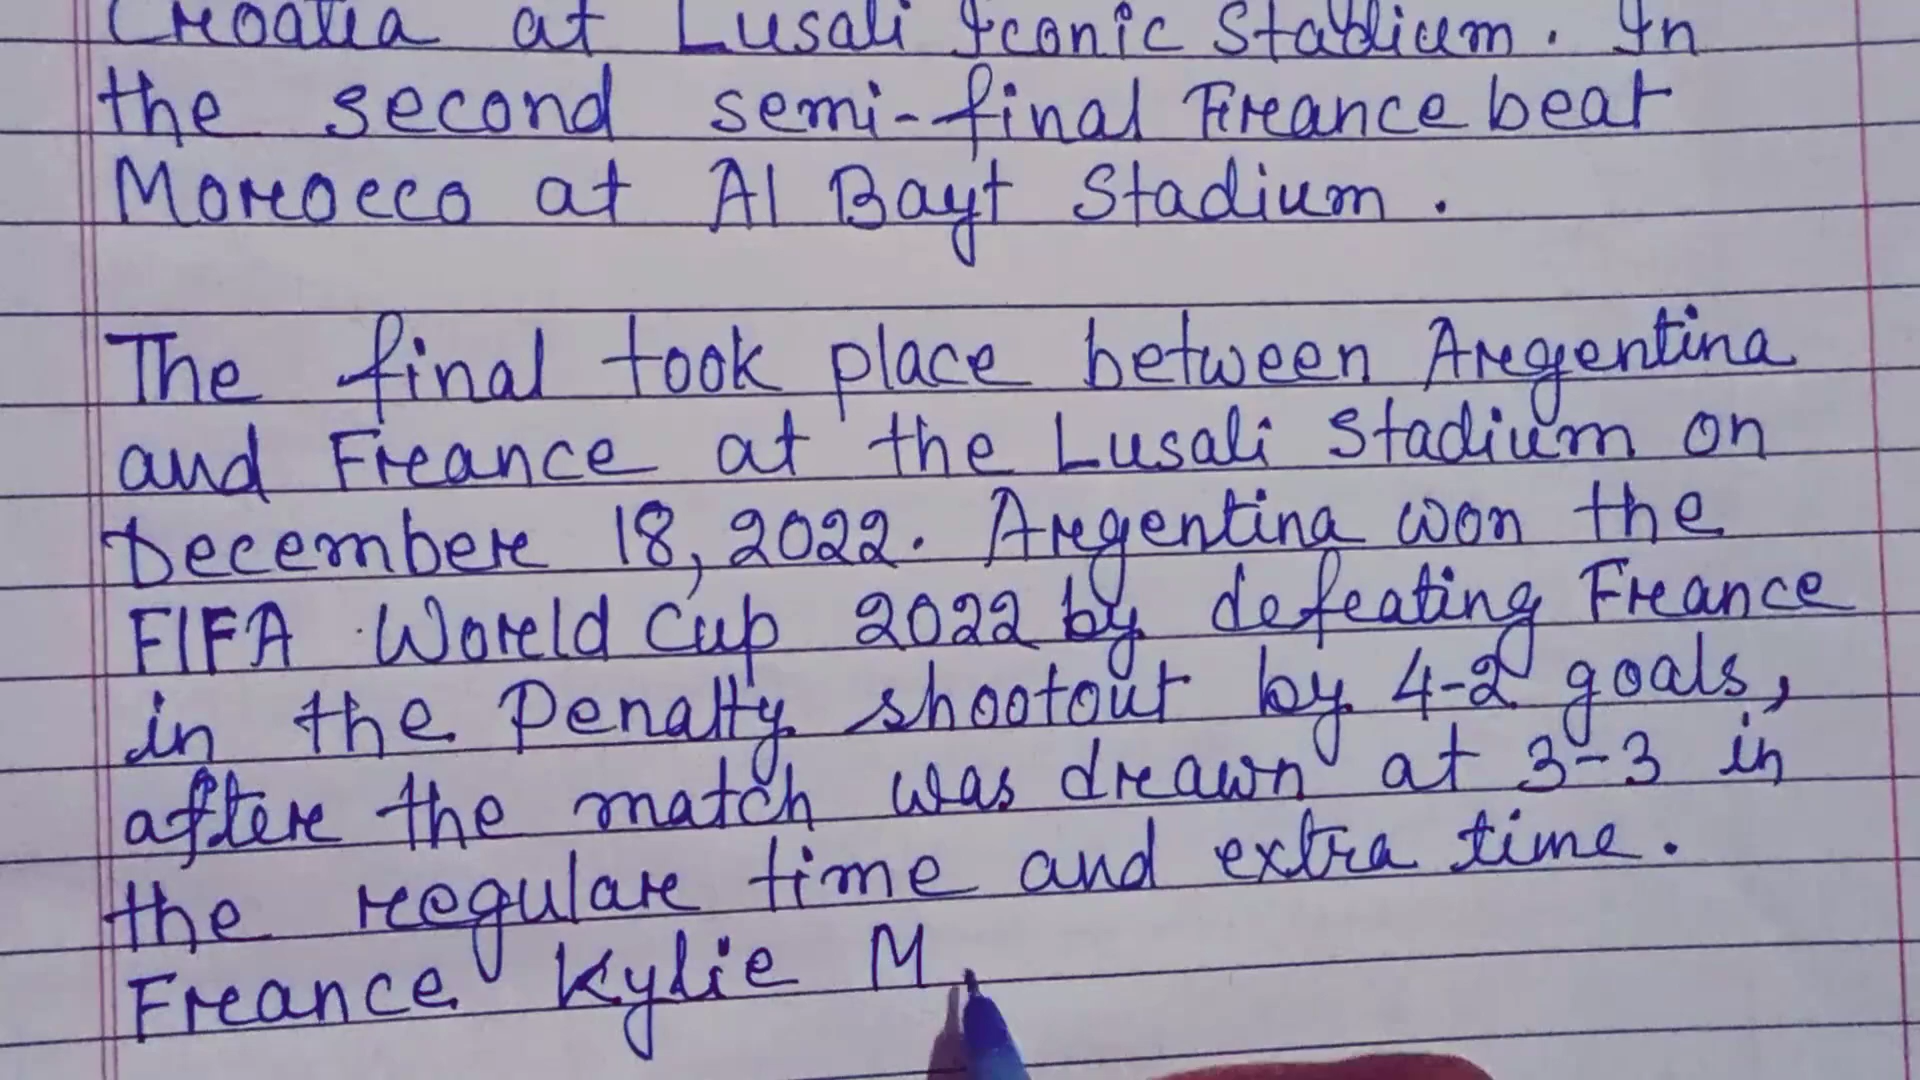 Croatia at Lusali Iconic Stadium. In
the second semi-final France beat
Morocco at Al Bayt Stadium.
The final took place between Argentina
and France at the Lusali Stadium on
December 18, 2022. Argentina won the
FIFA World Cup 2022 by defeating France
in the Penalty shootout by 4-2 goals,
after the match was drawn at 3-3 in
the regular time and extra time.
France Kylie M